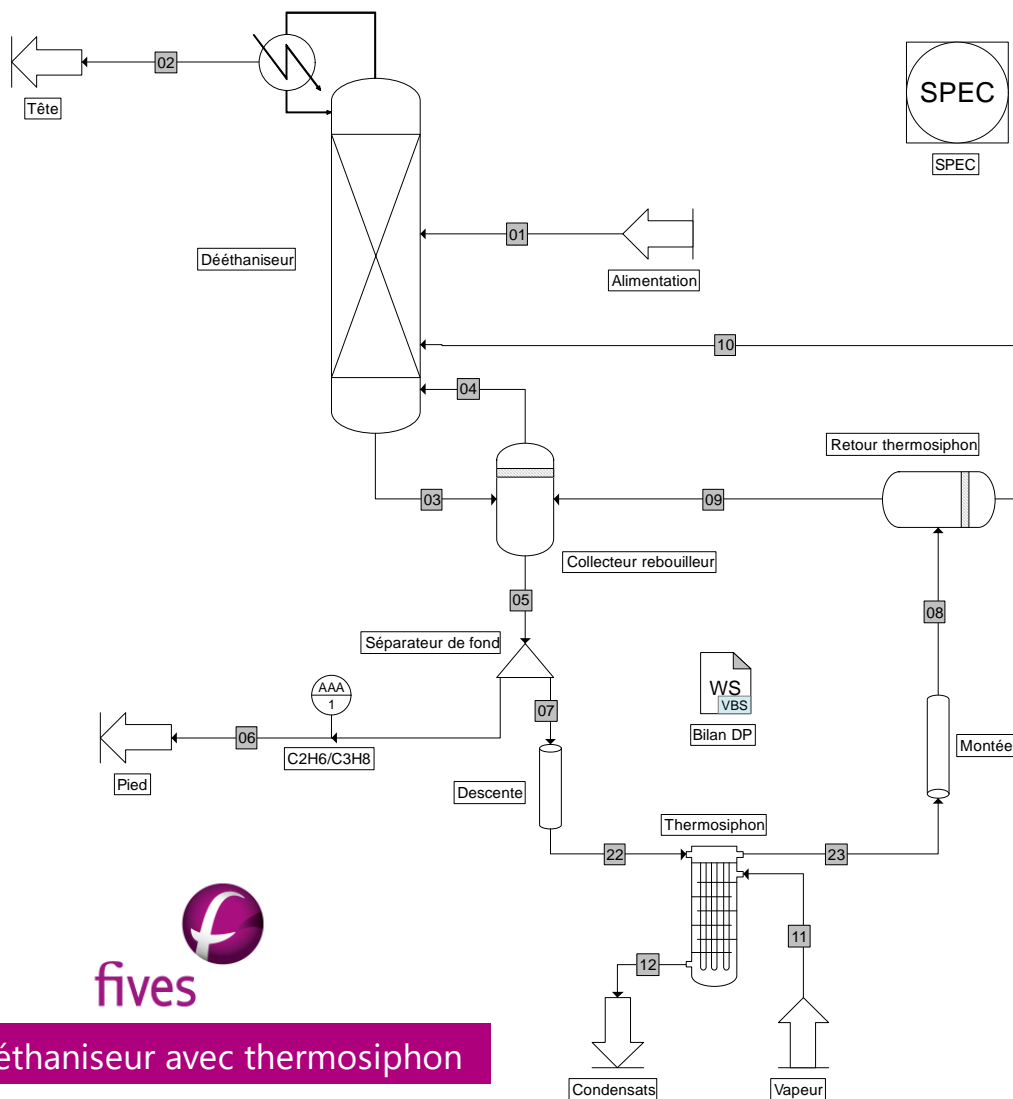 02
Tête
SPEC
SPEC
01
Dééthaniseur
Alimentation
10
04
Retour thermosiphon
03
09
Collecteur rebouilleur
05
08
Séparateur de fond
AAA
1
WS
VBS
07
06
Bilan DP
C2H6/C3H8
Montée
Pied
Descente
Thermosiphon
22
23
11
12
fives
éthaniseur avec thermosiphon
Condensats
Vapeur